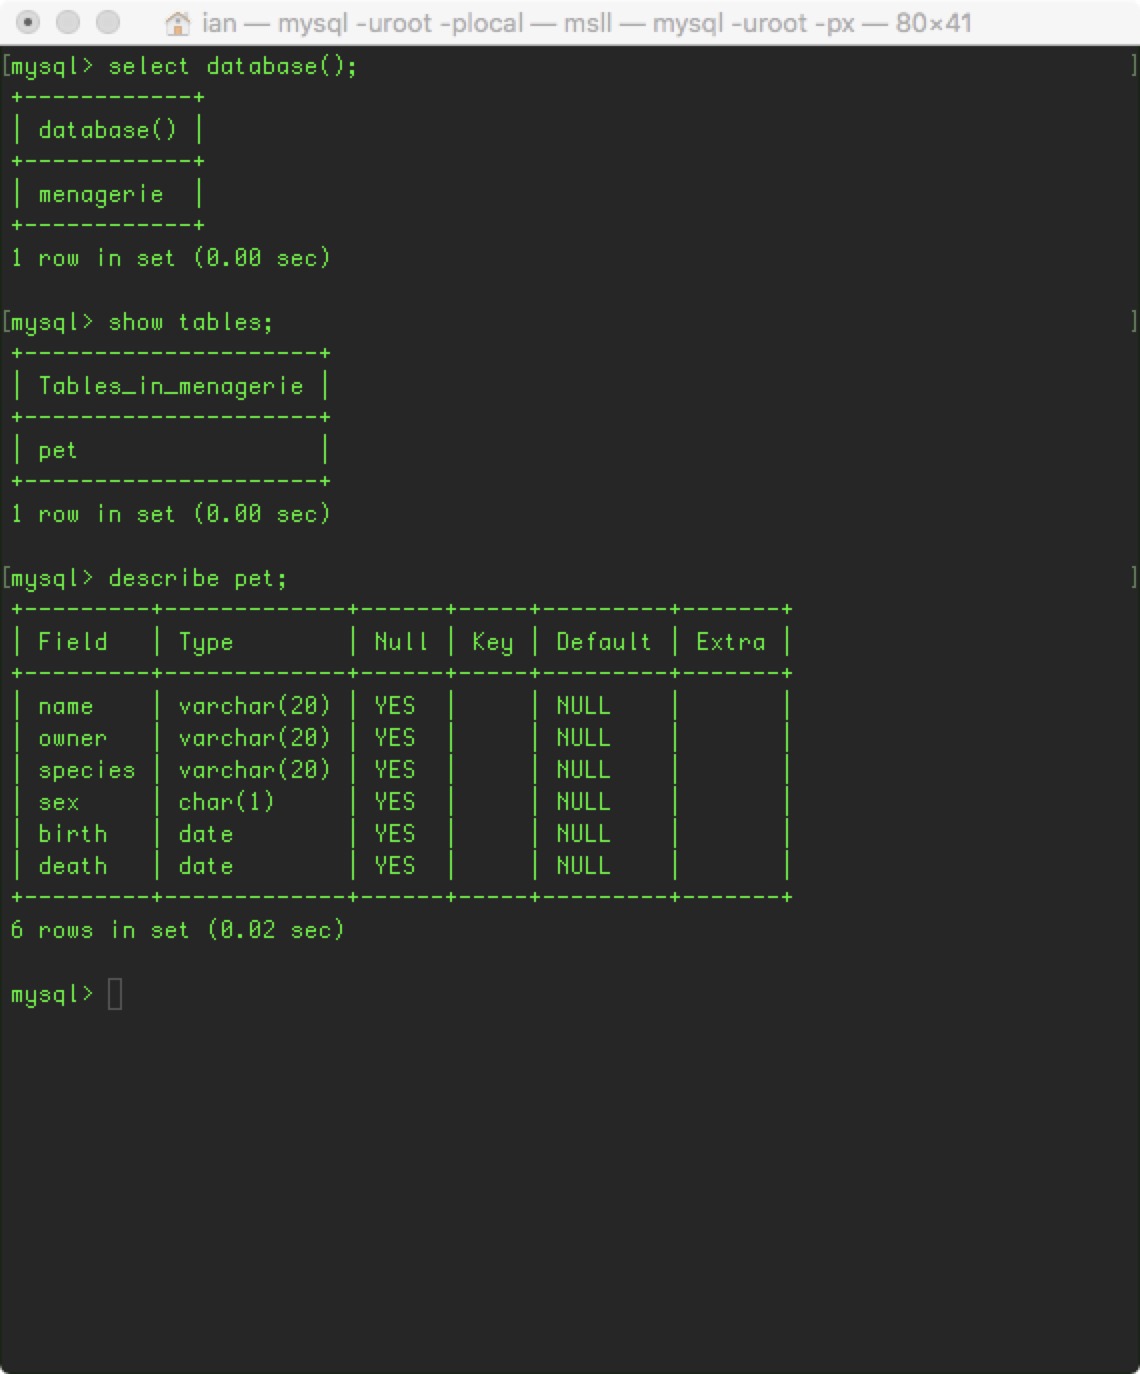 ian — mysql -uroot -plocal — msll — mysql -uroot -px — 80×41
[mysql> select database(); ]
+------------+
| database() |
+------------+
| menagerie  |
+------------+
1 row in set (0.00 sec)
[mysql> show tables; ]
+---------------------+
| Tables_in_menagerie |
+---------------------+
| pet                 |
+---------------------+
1 row in set (0.00 sec)
[mysql> describe pet; ]
+---------+-------------+------+-----+---------+-------+
| Field   | Type        | Null | Key | Default | Extra |
+---------+-------------+------+-----+---------+-------+
| name    | varchar(20) | YES  |     | NULL    |       |
| owner   | varchar(20) | YES  |     | NULL    |       |
| species | varchar(20) | YES  |     | NULL    |       |
| sex     | char(1)     | YES  |     | NULL    |       |
| birth   | date        | YES  |     | NULL    |       |
| death   | date        | YES  |     | NULL    |       |
+---------+-------------+------+-----+---------+-------+
6 rows in set (0.02 sec)
mysql>